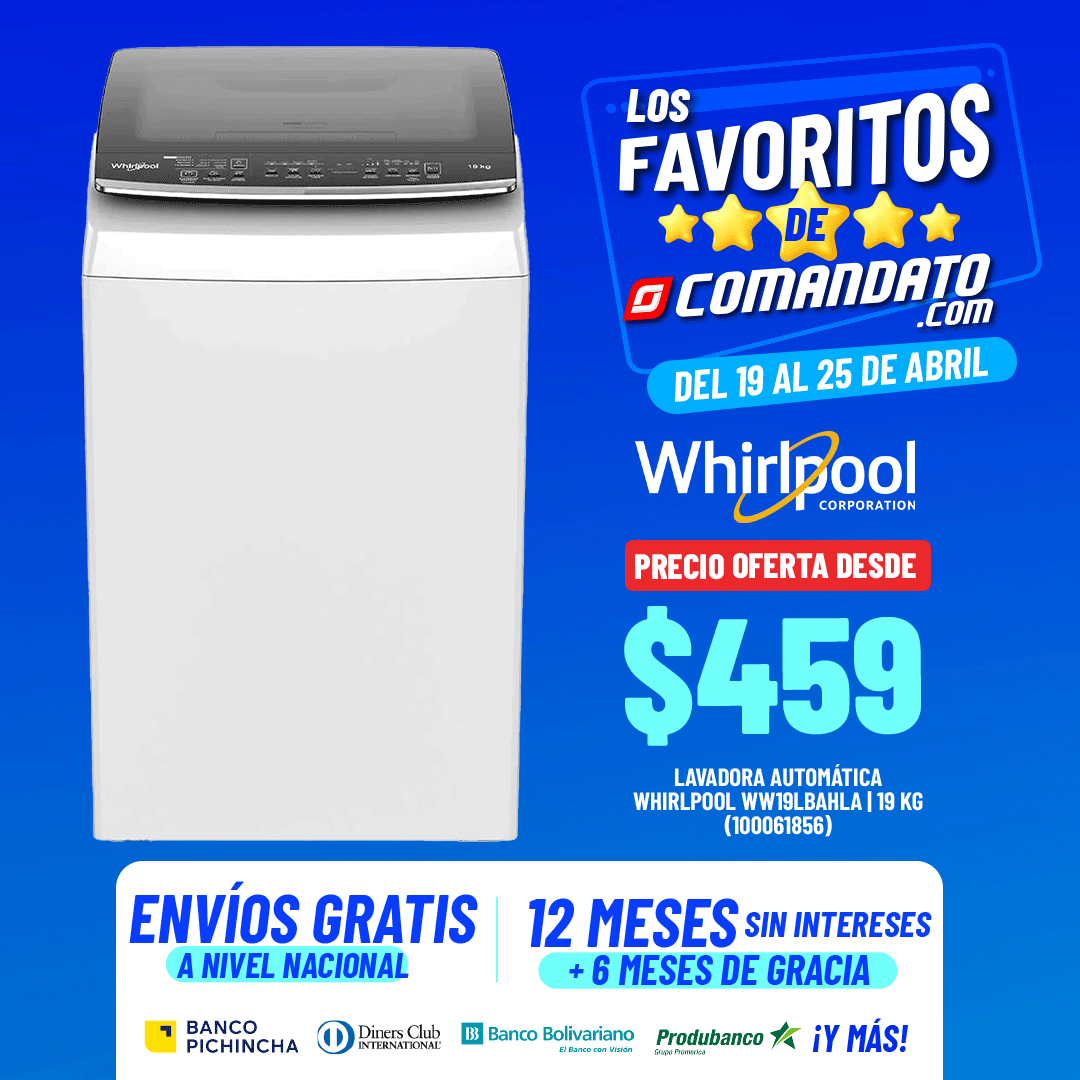 Whirlpool
19 kg
LOS
FAVORITOS
DE
COMANDATO
.COM
DEL 19 AL 25 DE ABRIL
Whirlpool
CORPORATION
PRECIO OFERTA DESDE
$459
LAVADORA AUTOMÁTICA
WHIRLPOOL WW19LBAHLA | 19 KG
(100061856)
ENVÍOS GRATIS
A NIVEL NACIONAL
12 MESES SIN INTERESES
+ 6 MESES DE GRACIA
BANCO
PICHINCHA
Diners Club
INTERNATIONAL
Banco Bolivariano
El Banco con Visión
Produbanco
Grupo Promerica
¡Y MÁS!